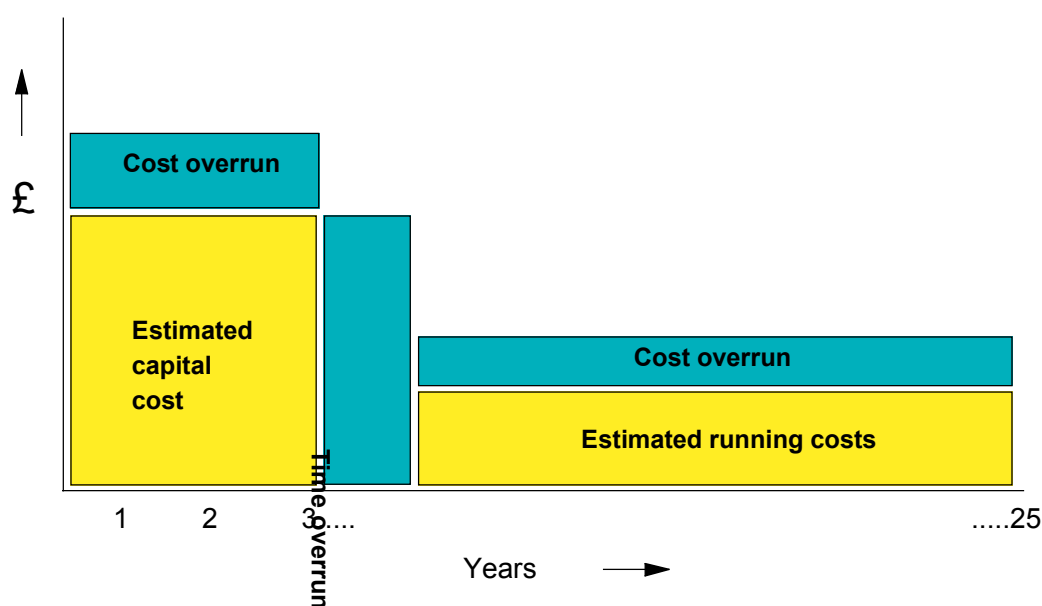 Cost overrun
£
Estimated
capital
cost
Time overrun
Cost overrun
Estimated running costs
1 2 3..... .....25
Years